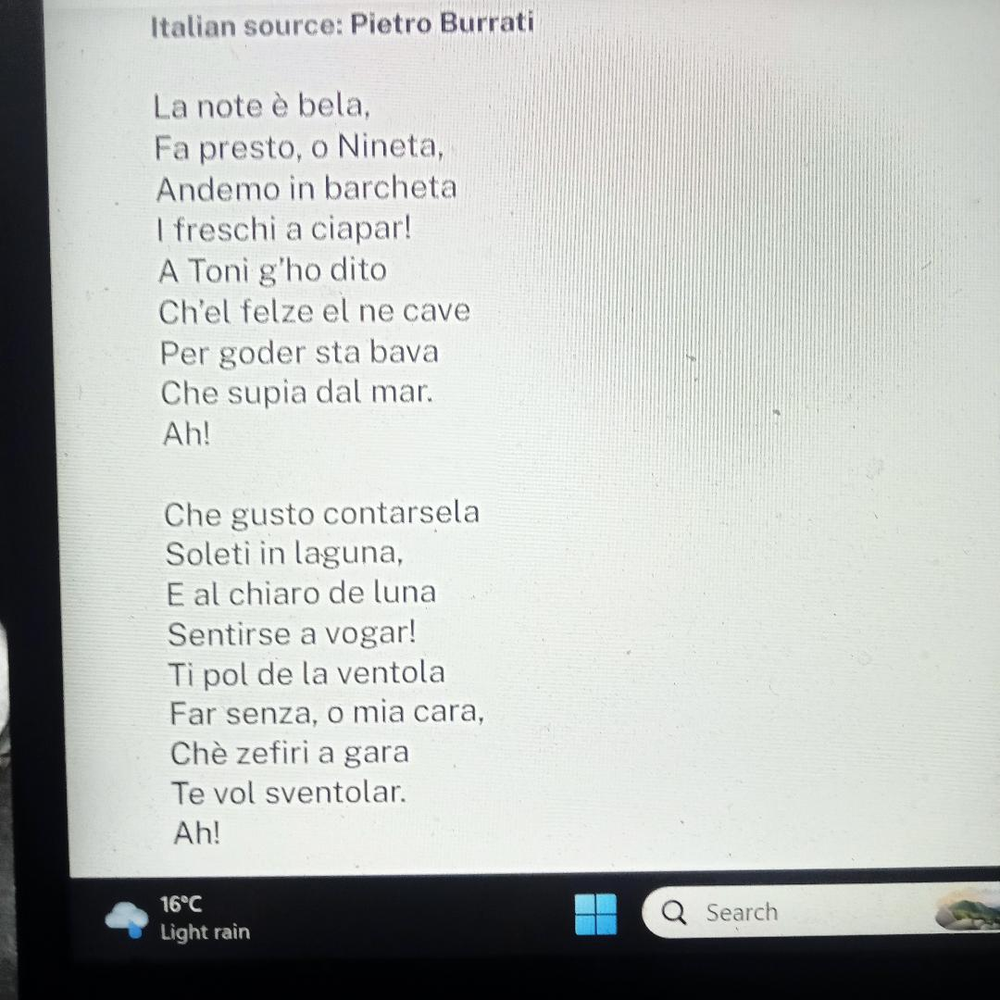 Italian source: Pietro Burrati
La note è bela,
Fa presto, o Nineta,
Andemo in barcheta
I freschi a ciapar!
A Toni g'ho dito
Ch'el felze el ne cave
Per goder sta bava
Che supia dal mar.
Ah!
Che gusto contarsela
Soleti in laguna,
E al chiaro de luna
Sentirse a vogar!
Ti pol de la ventola
Far senza, o mia cara,
Chè zefiri a gara
Te vol sventolar.
Ah!
16°C
Light rain
Search